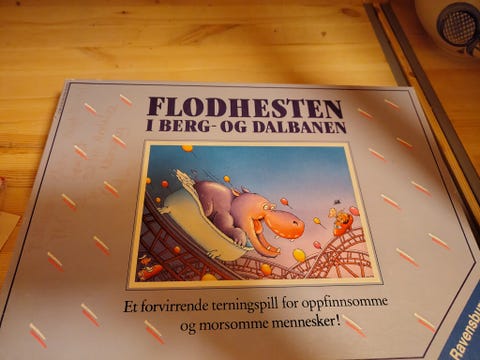 FLODHESTEN
I BERG- OG DALBANEN
Et forvirrende terningspill for oppfinnsomme
og morsomme mennesker!